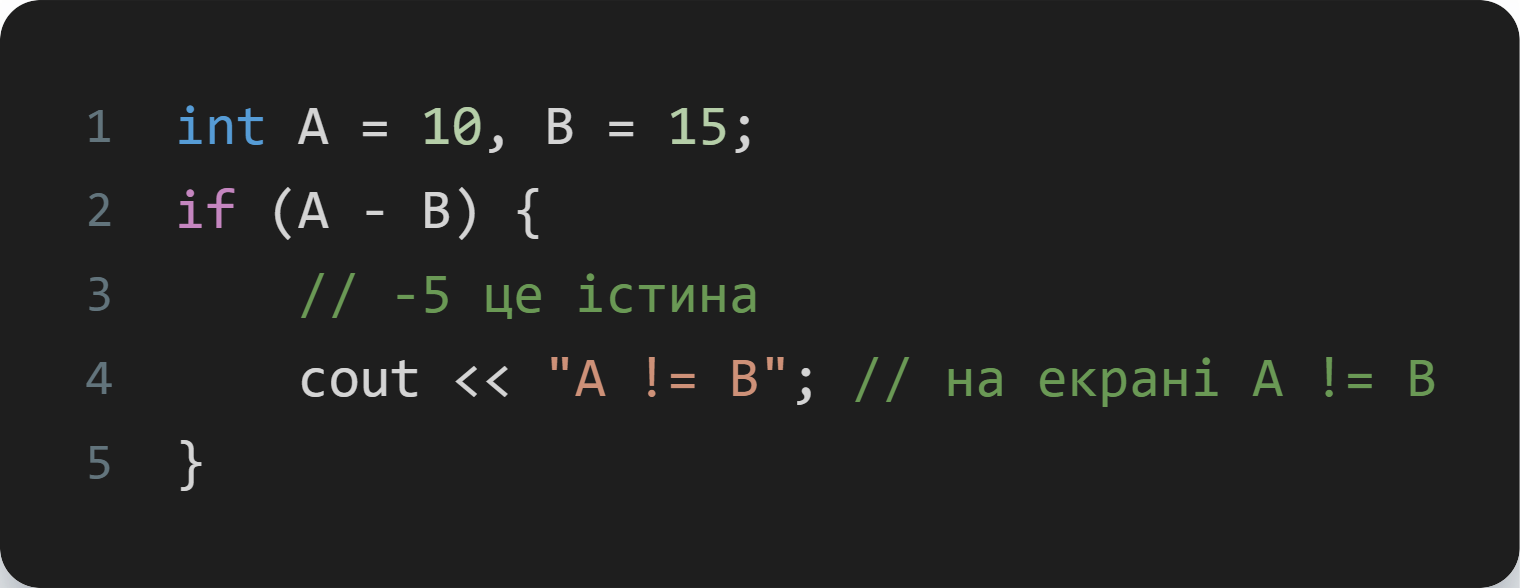 1 int A = 10, B = 15;
2 if (A - B) {
3     // -5 це істина
4     cout << "A != B"; // на екрані A != B
5 }